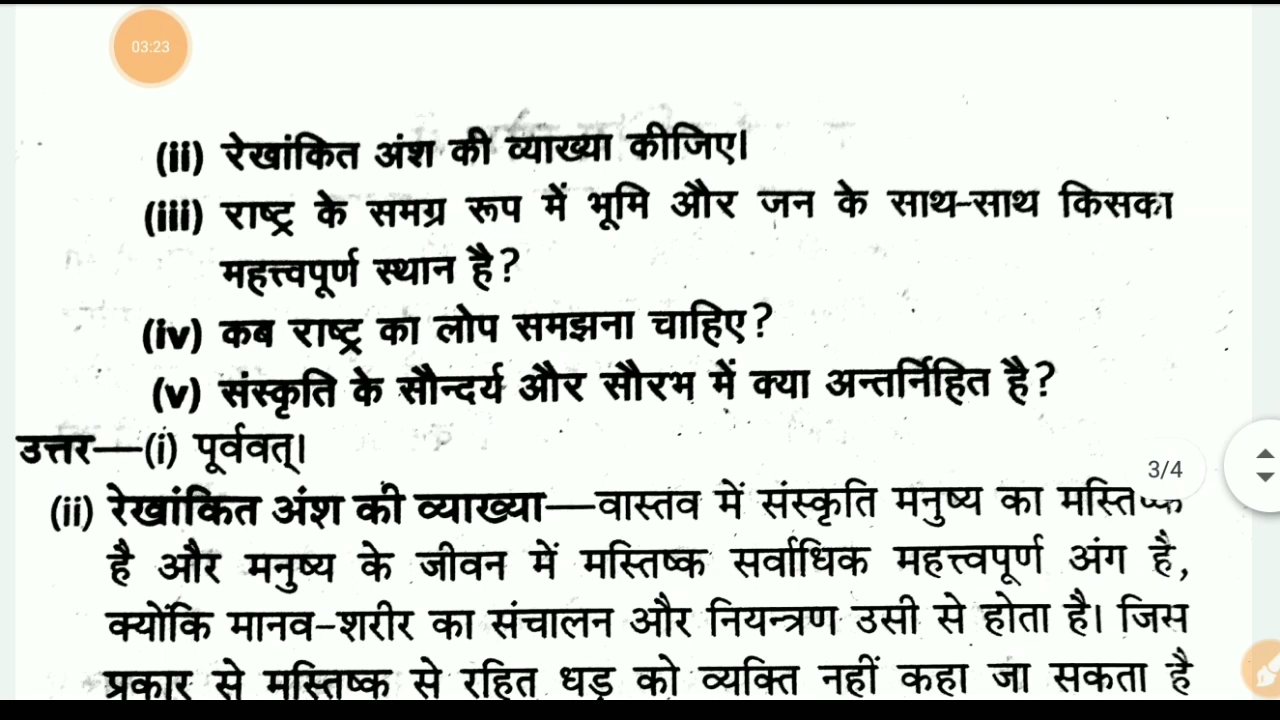 03:23
(ii) रेखांकित अंश की व्याख्या कीजिए।
(iii) राष्ट्र के समग्र रूप में भूमि और जन के साथ-साथ किसका
महत्त्वपूर्ण स्थान है?
(iv) कब राष्ट्र का लोप समझना चाहिए?
(v) संस्कृति के सौन्दर्य और सौरभ में क्या अन्तर्निहित है?
उत्तर—(i) पूर्ववत्।
3/4
(ii) रेखांकित अंश की व्याख्या—वास्तव में संस्कृति मनुष्य का मस्तिष्क
है और मनुष्य के जीवन में मस्तिष्क सर्वाधिक महत्त्वपूर्ण अंग है,
क्योंकि मानव-शरीर का संचालन और नियन्त्रण उसी से होता है। जिस
प्रकार से मस्तिष्क से रहित धड़ को व्यक्ति नहीं कहा जा सकता है